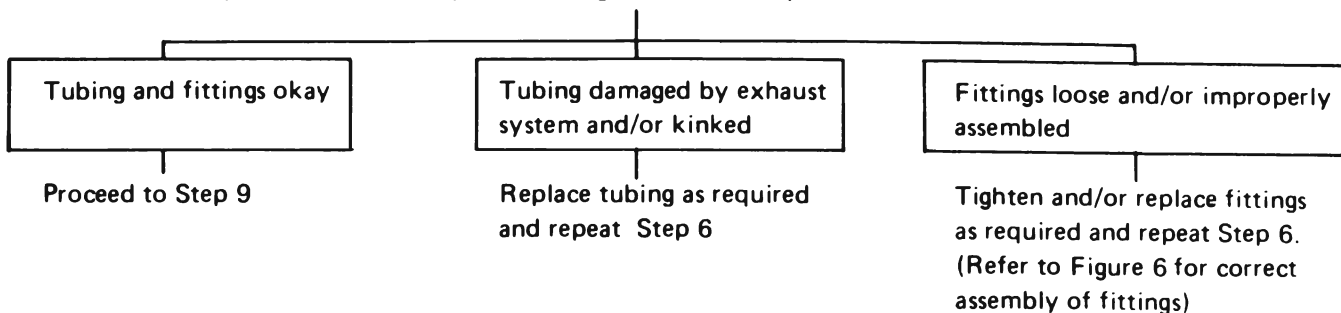 Tubing and fittings okay
Proceed to Step 9
Tubing damaged by exhaust
system and/or kinked
Replace tubing as required
and repeat Step 6
Fittings loose and/or improperly
assembled
Tighten and/or replace fittings
as required and repeat Step 6.
(Refer to Figure 6 for correct
assembly of fittings)